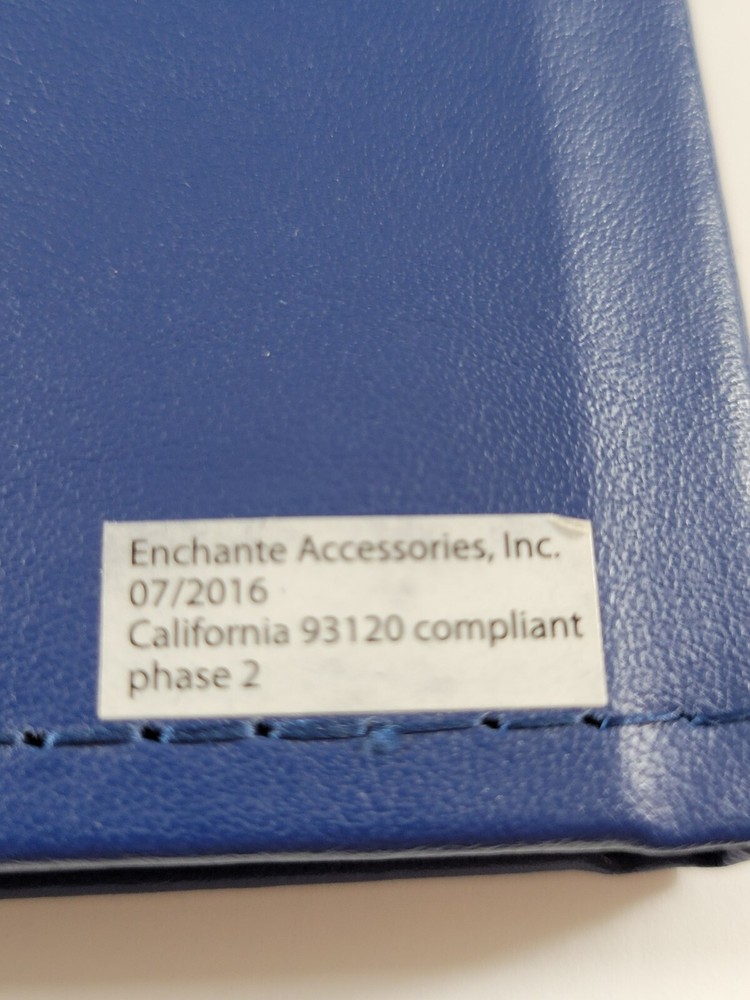 Enchante Accessories, Inc.
07/2016
California 93120 compliant
phase 2